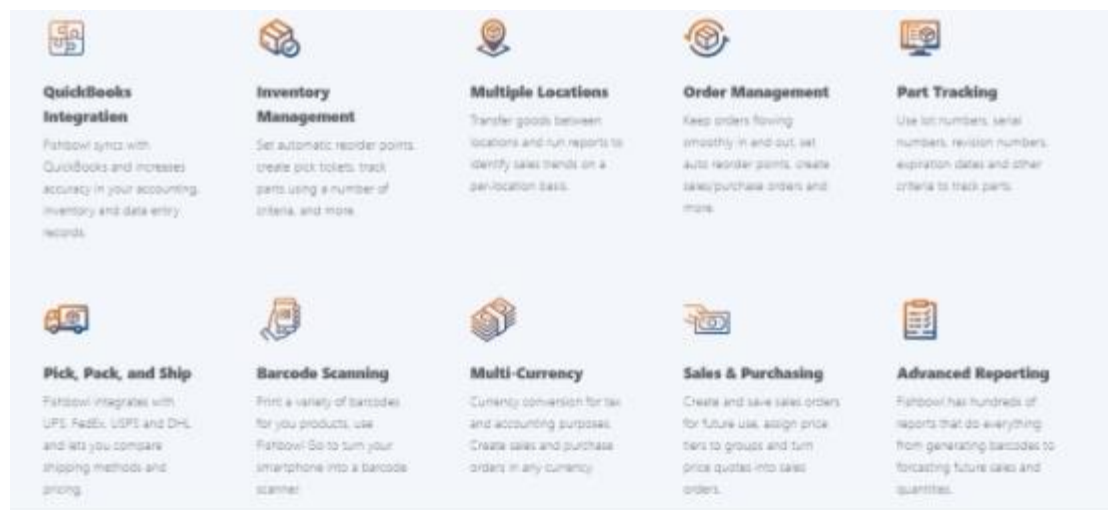 QuickBooks
Integration
Fishbowl syncs with
QuickBooks and increases
accuracy in your accounting,
inventory and data entry
records.
Inventory
Management
Set automatic reorder points,
create pick tickets, track
parts using a number of
criteria, and more.
Multiple Locations
Transfer goods between
locations and run reports to
identify sales trends on a
per-location basis.
Order Management
Keep orders flowing
smoothly in and out, set
auto reorder points, create
sales/purchase orders and
more.
Part Tracking
Use lot numbers, serial
numbers, revision numbers,
expiration dates and other
criteria to track parts.
Pick, Pack, and Ship
Fishbowl integrates with
UPS, FedEx, USPS and DHL
and lets you compare
shipping methods and
pricing.
Barcode Scanning
Print a variety of barcodes
for you products, use
Fishbowl Go to turn your
smartphone into a barcode
scanner.
Multi-Currency
Currency conversion for tax
and accounting purposes.
Create sales and purchase
orders in any currency.
Sales & Purchasing
Create and save sales orders
for future use, assign price
tiers to groups and turn
price quotes into sales
orders.
Advanced Reporting
Fishbowl has hundreds of
reports that do everything
from generating barcodes to
forcasting future sales and
quantities.